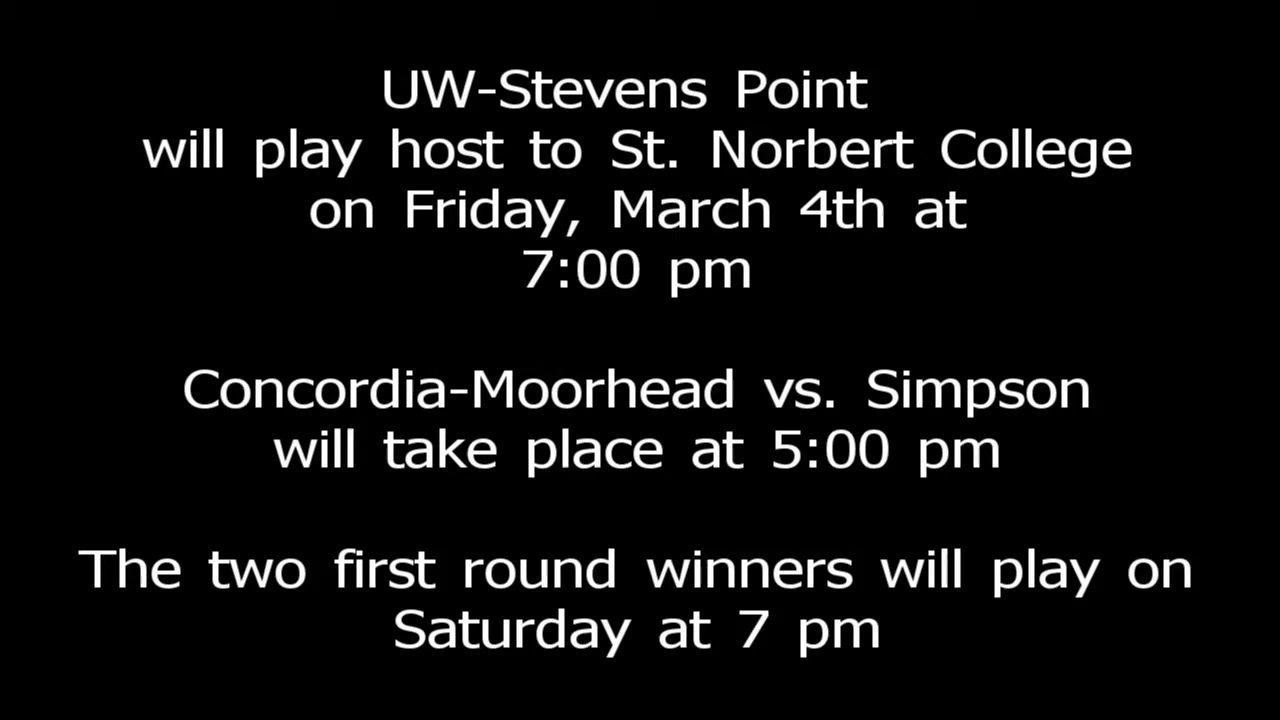 UW-Stevens Point
will play host to St. Norbert College
on Friday, March 4th at
7:00 pm
Concordia-Moorhead vs. Simpson
will take place at 5:00 pm
The two first round winners will play on
Saturday at 7 pm